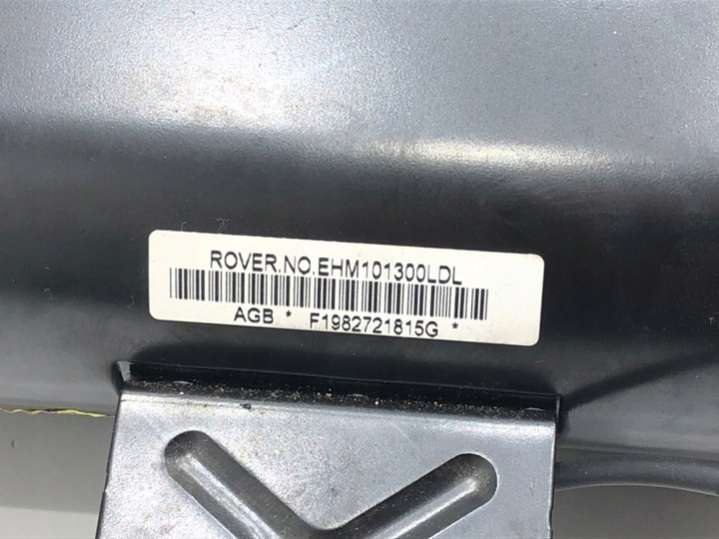 ROVER.NO.EHM101300LDL
AGB * F1982721815G *